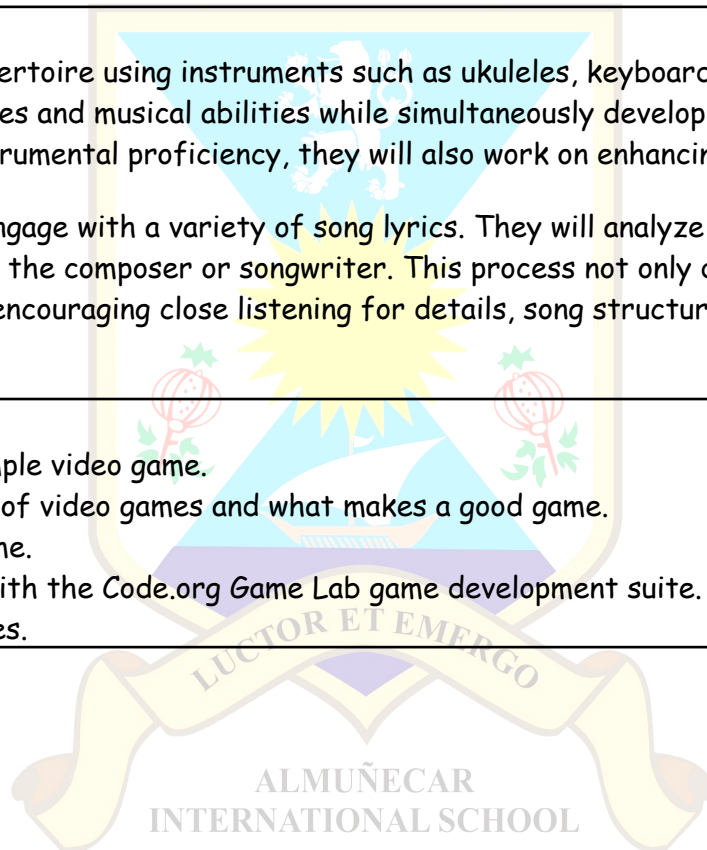 ertoire using instruments such as ukuleles, keyboard
es and musical abilities while simultaneously develop
rumental proficiency, they will also work on enhancin
ngage with a variety of song lyrics. They will analyze
the composer or songwriter. This process not only
encouraging close listening for details, song structur
ple video game.
of video games and what makes a good game.
ne.
ith the Code.org Game Lab game development suite.
es.
LUCTOR ET EMERGO
ALMUÑECAR
INTERNATIONAL SCHOOL